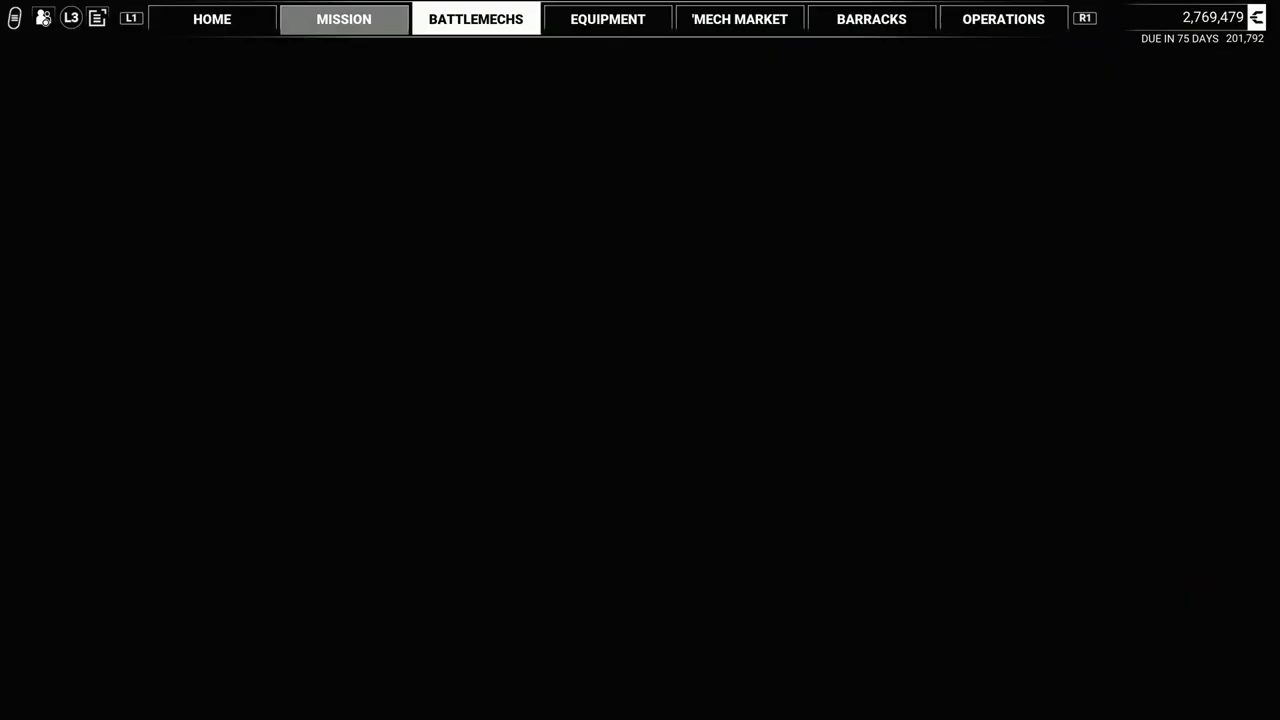 L3 L1 HOME MISSION BATTLEMECHS EQUIPMENT 'MECH MARKET BARRACKS OPERATIONS R1 2,769,479
DUE IN 75 DAYS 201,792